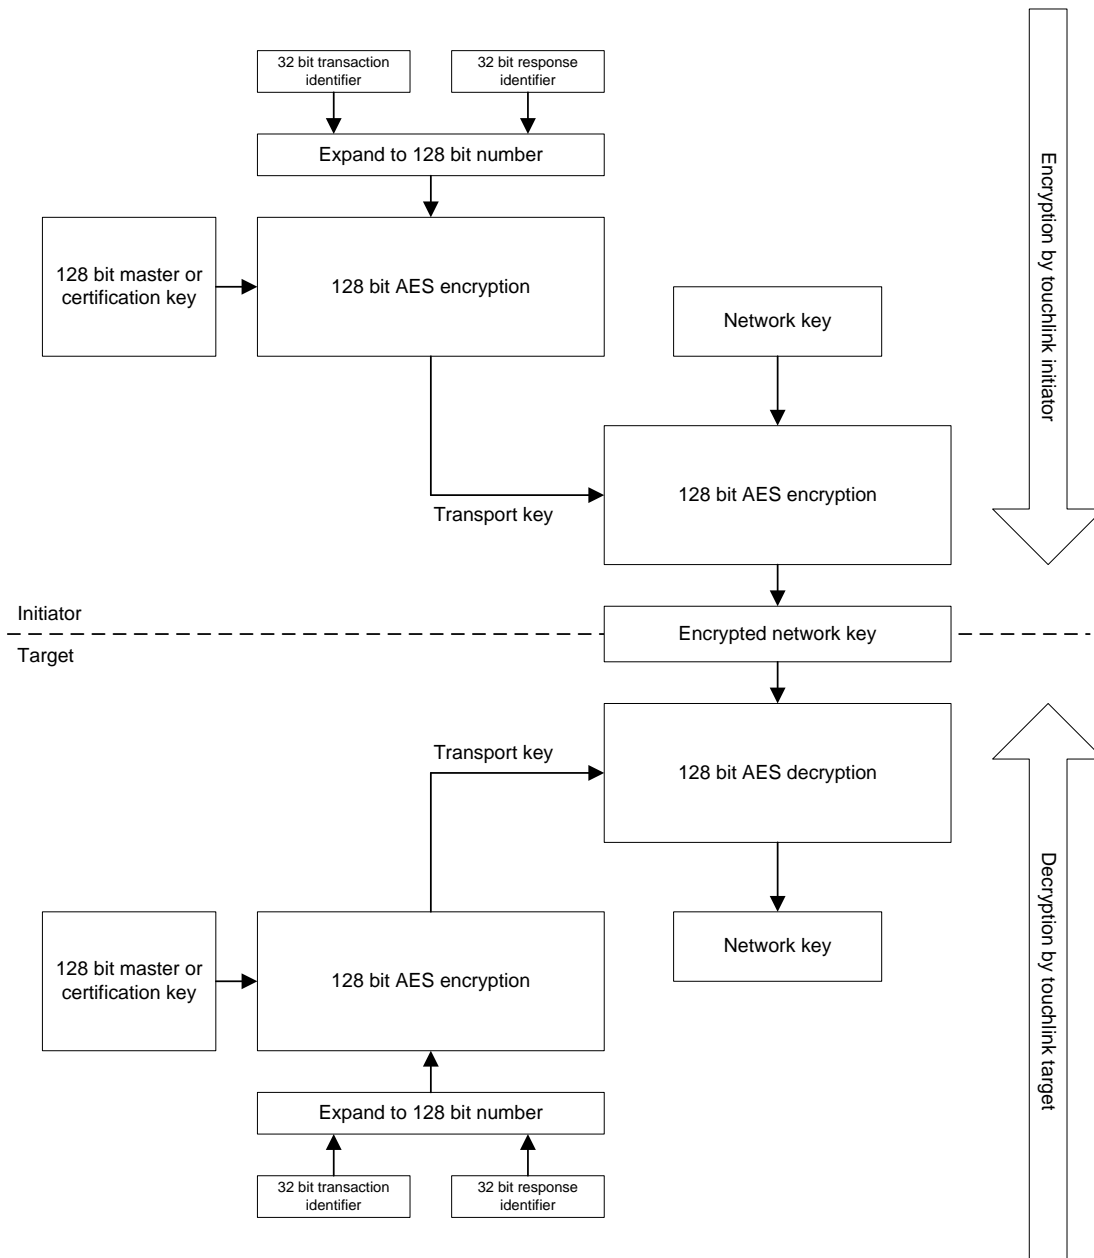 32 bit transaction
identifier
32 bit response
identifier
Expand to 128 bit number
128 bit master or
certification key
128 bit AES encryption
Network key
Encryption by touchlink initiator
128 bit AES encryption
Transport key
Initiator
Encrypted network key
Target
Transport key
128 bit AES decryption
Decryption by touchlink target
128 bit master or
certification key
128 bit AES encryption
Network key
Expand to 128 bit number
32 bit transaction
identifier
32 bit response
identifier